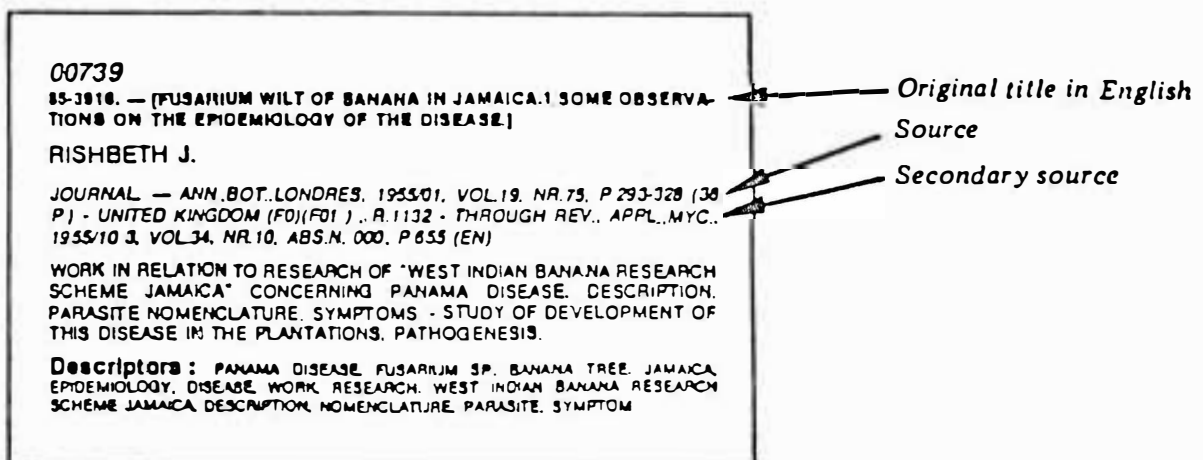 00739
85-3916. — [FUSARIUM WILT OF BANANA IN JAMAICA.1 SOME OBSERVA-
TIONS ON THE EPIDEMIOLOGY OF THE DISEASE.]
RISHBETH J.
JOURNAL — ANN.BOT..LONDRES, 1955/01, VOL.19, NR.75, P 293-328 (36
P) - UNITED KINGDOM (F0)(F01 ) ., R.1132 - THROUGH REV., APPL.,MYC.,
1955/10 3, VOL.34, NR.10, ABS.N. 000, P 655 (EN)
WORK IN RELATION TO RESEARCH OF "WEST INDIAN BANANA RESEARCH
SCHEME JAMAICA" CONCERNING PANAMA DISEASE. DESCRIPTION.
PARASITE NOMENCLATURE. SYMPTOMS - STUDY OF DEVELOPMENT OF
THIS DISEASE IN THE PLANTATIONS, PATHOGENESIS.
Descriptors : PANAMA DISEASE, FUSARIUM SP. BANANA TREE. JAMAICA,
EPIDEMIOLOGY, DISEASE, WORK, RESEARCH. WEST INDIAN BANANA RESEARCH
SCHEME JAMAICA, DESCRIPTION, NOMENCLATURE, PARASITE, SYMPTOM
Original title in English
Source
Secondary source